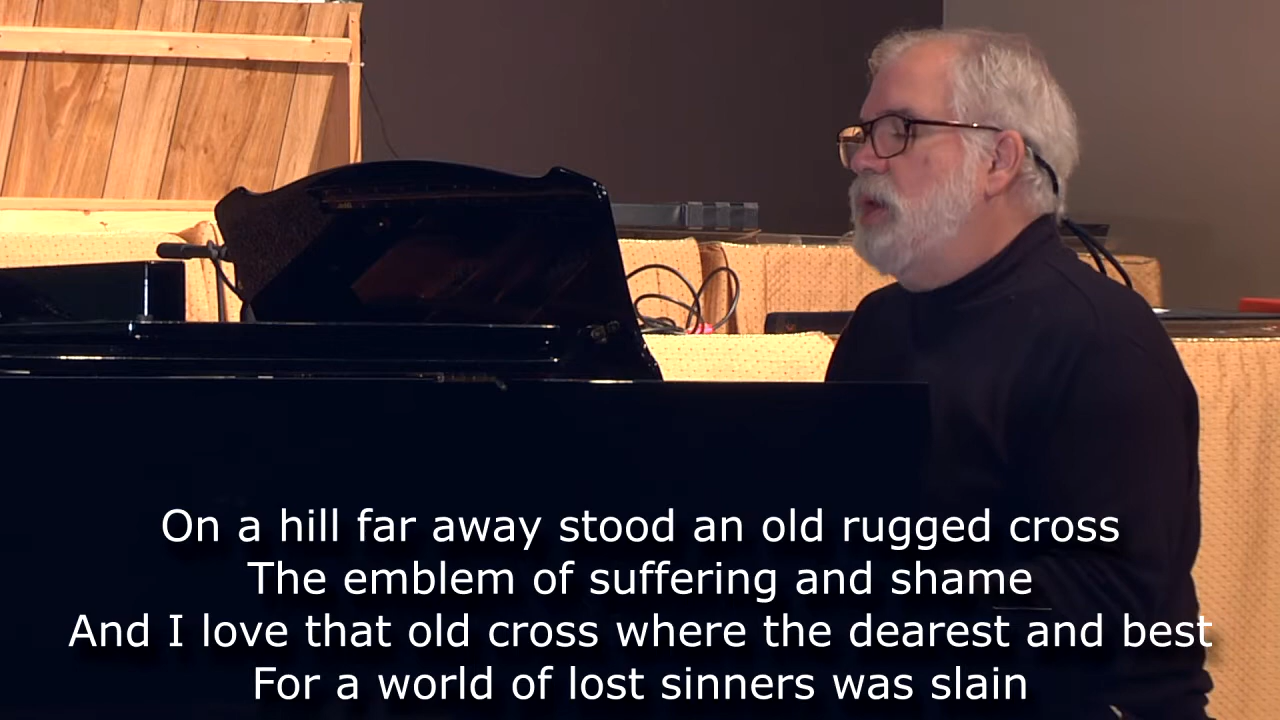 On a hill far away stood an old rugged cross
The emblem of suffering and shame
And I love that old cross where the dearest and best
For a world of lost sinners was slain